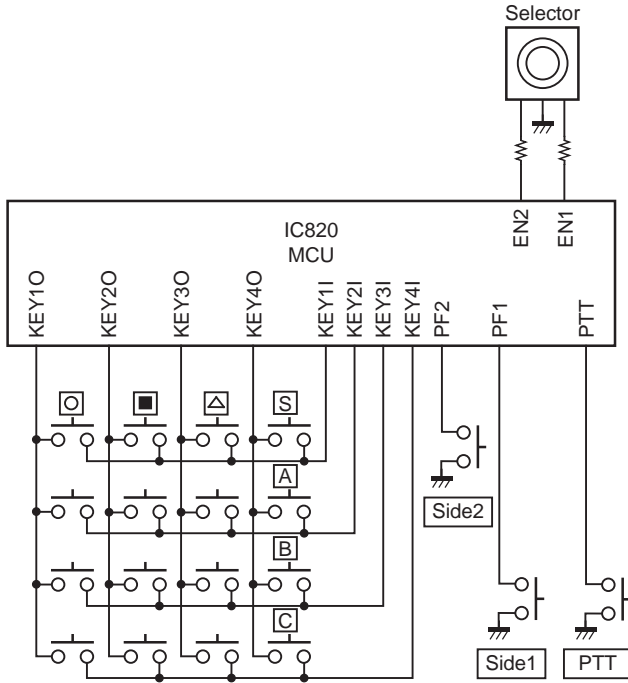 Selector
IC820
MCU
EN2
EN1
KEY1O
KEY2O
KEY3O
KEY4O
KEY1I
KEY2I
KEY3I
KEY4I
PF2
PF1
PTT
S
A
B
C
Side2
Side1
PTT